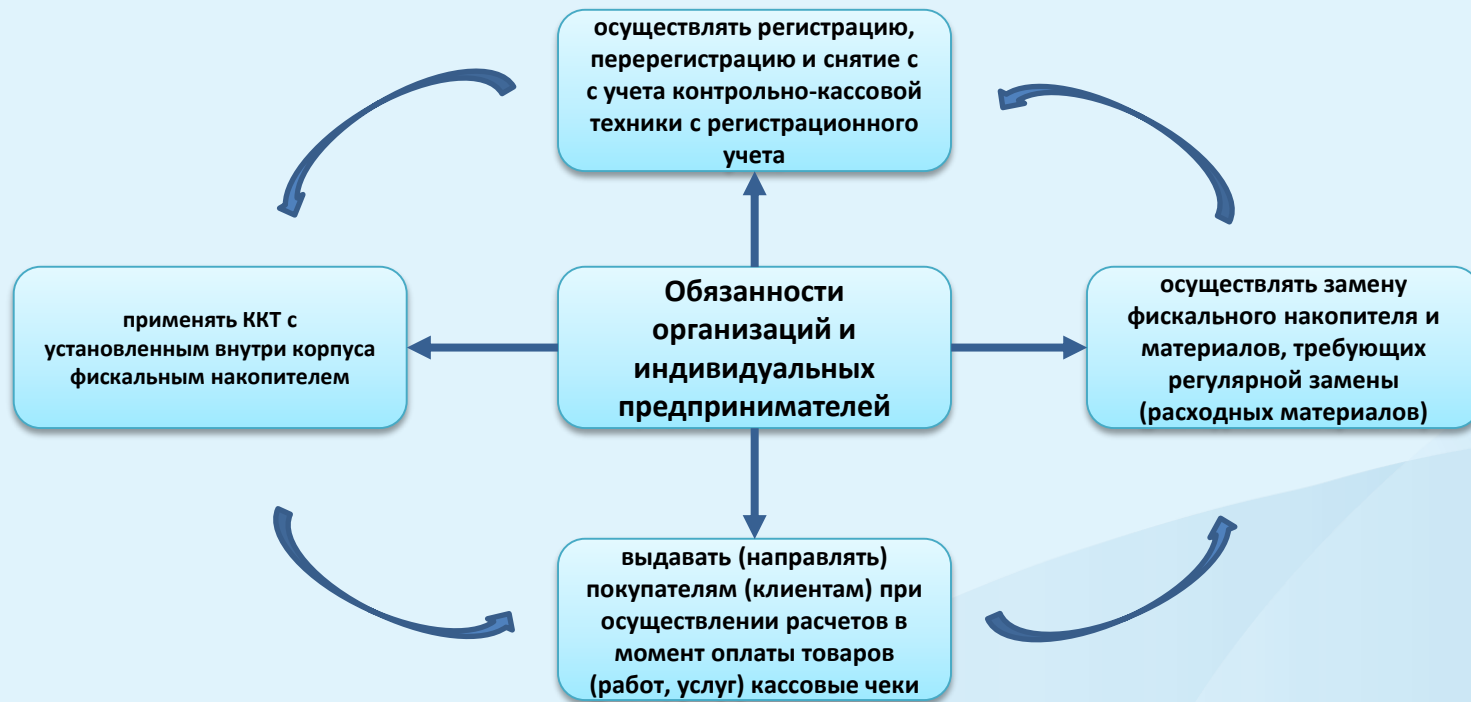 осуществлять регистрацию,
перерегистрацию и снятие с
с учета контрольно-кассовой
техники с регистрационного
учета
применять ККТ с
установленным внутри корпуса
фискальным накопителем
Обязанности
организаций и
индивидуальных
предпринимателей
осуществлять замену
фискального накопителя и
материалов, требующих
регулярной замены
(расходных материалов)
выдавать (направлять)
покупателям (клиентам) при
осуществлении расчетов в
момент оплаты товаров
(работ, услуг) кассовые чеки